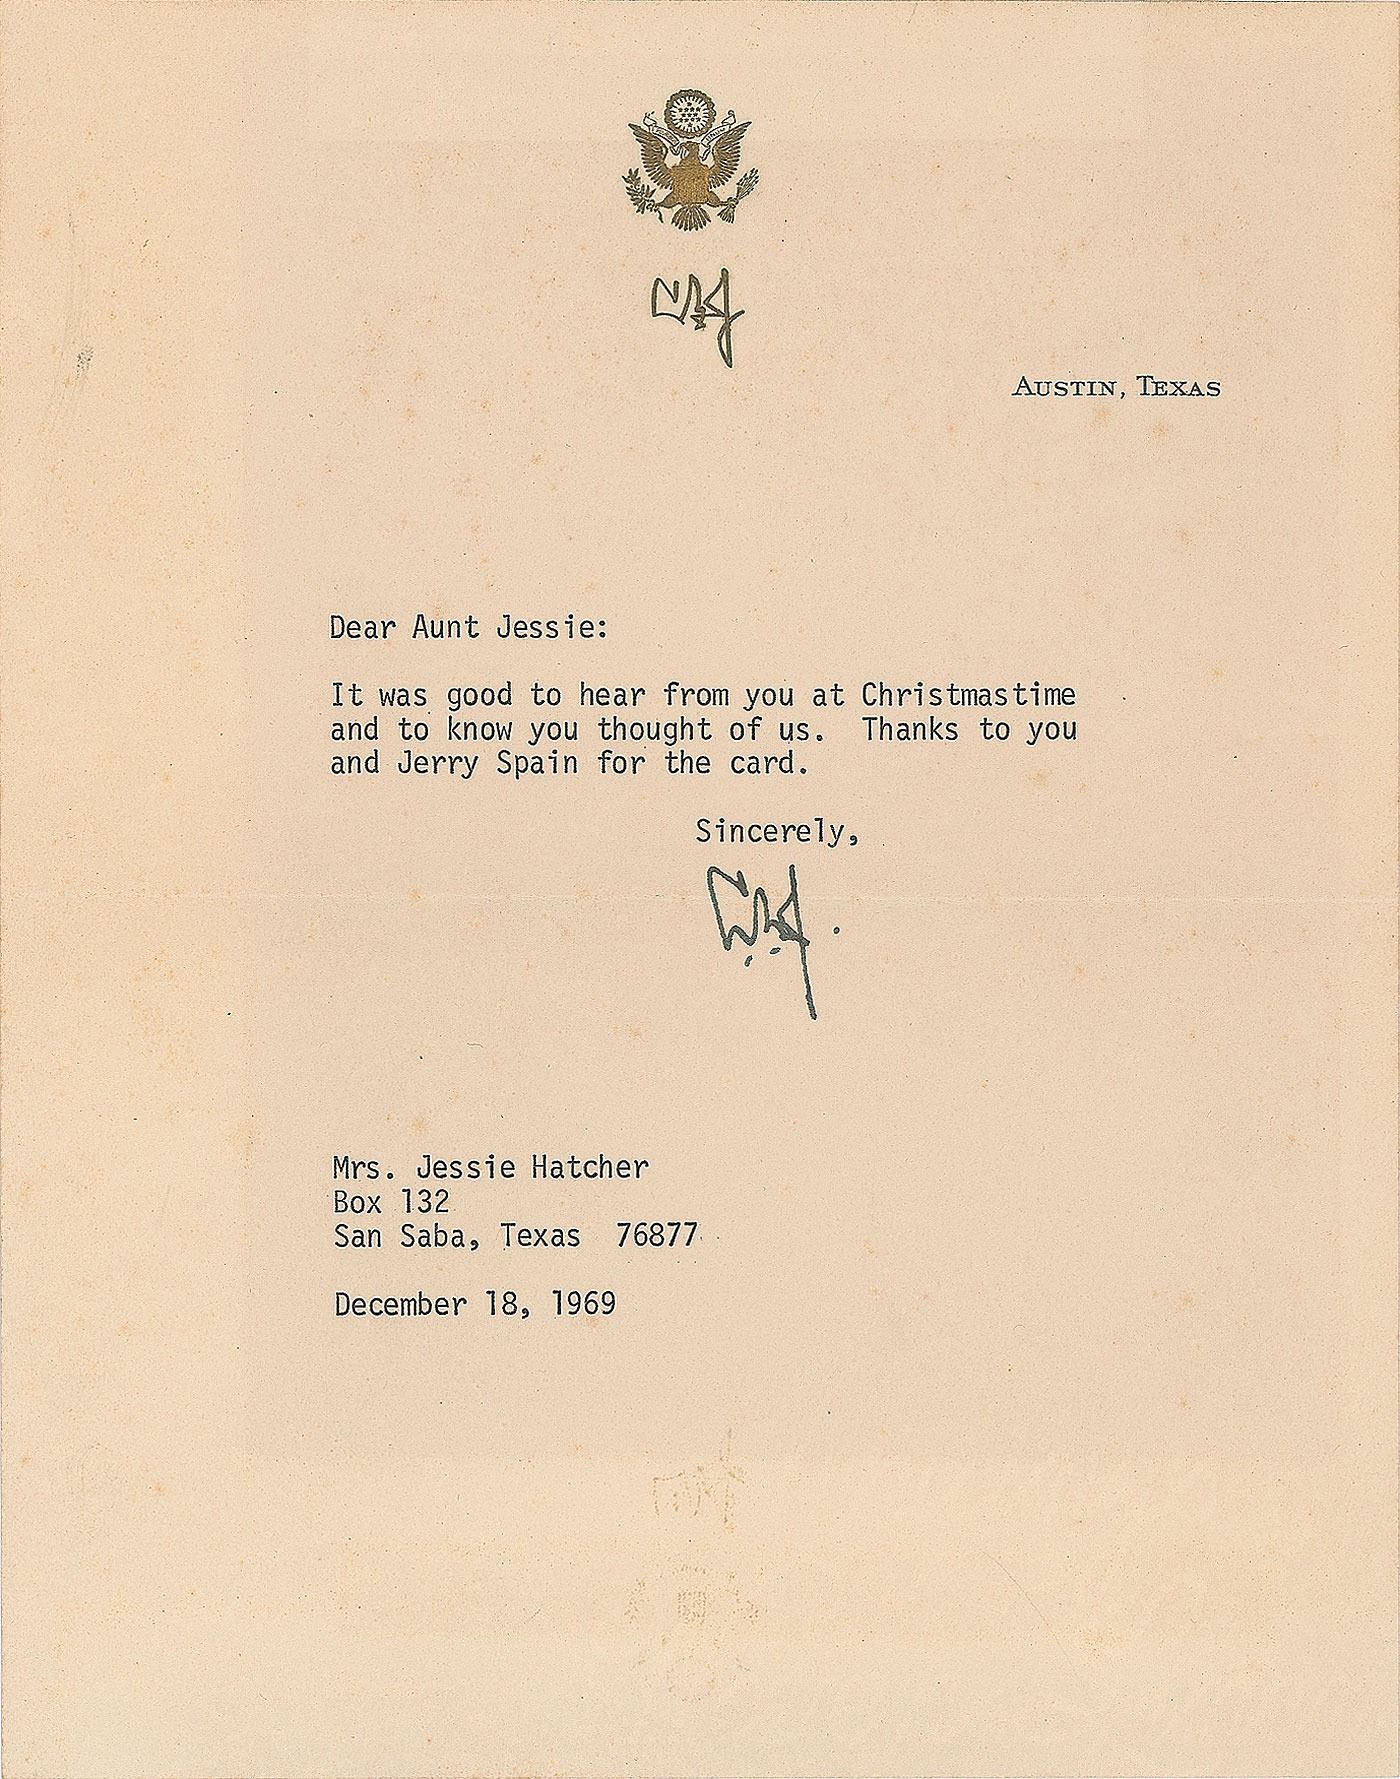 LBJ
AUSTIN, TEXAS
Dear Aunt Jessie:
It was good to hear from you at Christmastime
and to know you thought of us.  Thanks to you
and Jerry Spain for the card.
Sincerely,
LBJ.
Mrs. Jessie Hatcher
Box 132
San Saba, Texas  76877
December 18, 1969